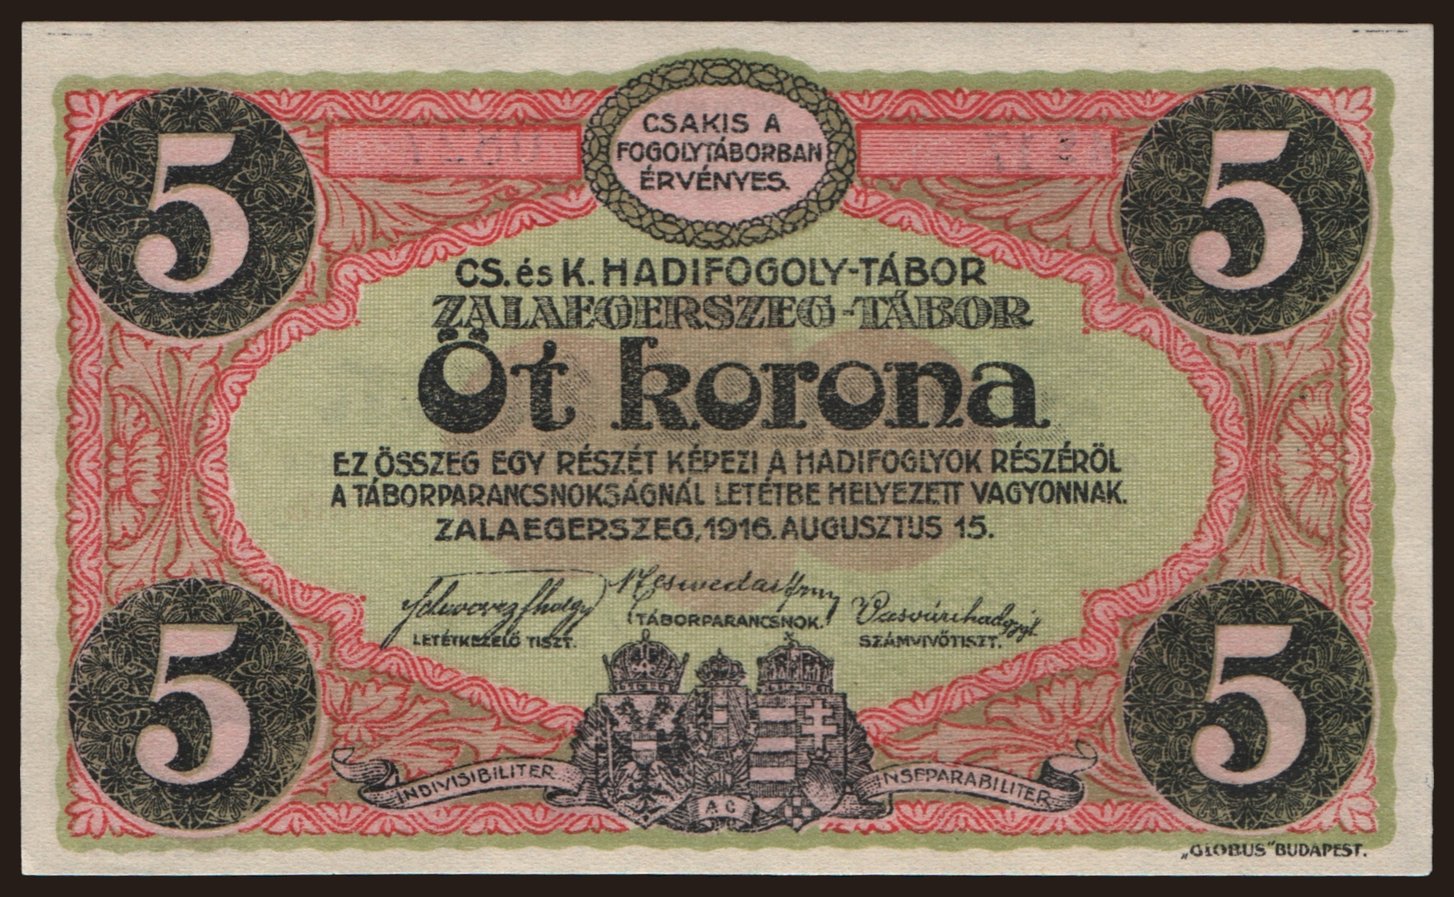 5
5
CSAKIS A
FOGOLYTÁBORBAN
ÉRVÉNYES.
CS. és K. HADIFOGOLY-TÁBOR
ZALAEGERSZEG-TÁBOR
Öt korona
EZ ÖSSZEG EGY RÉSZÉT KÉPEZI A HADIFOGLYOK RÉSZÉRÖL
A TÁBORPARANCSNOKSÁGNÁL LETÉTBE HELYEZETT VAGYONNAK.
ZALAEGERSZEG, 1916. AUGUSZTUS 15.
LETÉTKEZELŐ TISZT.
TÁBORPARANCSNOK.
SZÁMVIVŐTISZT.
5
5
INDIVISIBILITER
AC
INSEPARABILITER
„GLOBUS" BUDAPEST.